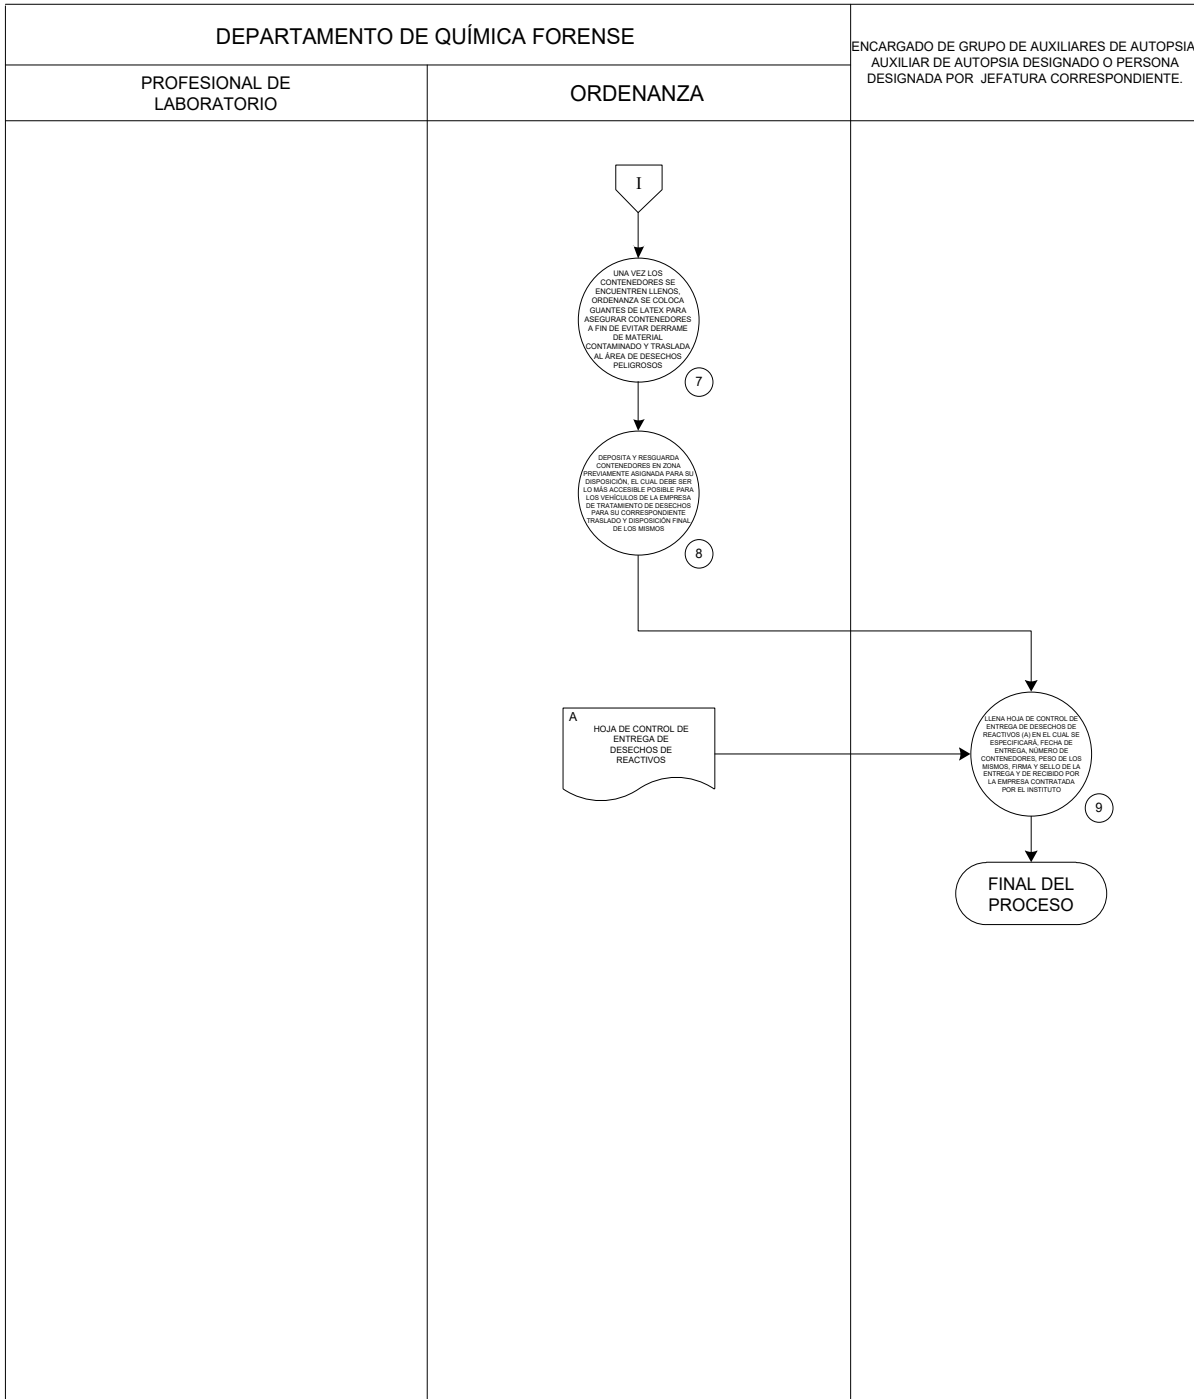 DEPARTAMENTO DE QUÍMICA FORENSE
ENCARGADO DE GRUPO DE AUXILIARES DE AUTOPSIA
AUXILIAR DE AUTOPSIA DESIGNADO O PERSONA
DESIGNADA POR JEFATURA CORRESPONDIENTE.
PROFESIONAL DE
LABORATORIO
ORDENANZA
I
UNA VEZ LOS
CONTENEDORES SE
ENCUENTREN LLENOS,
ORDENANZA SE COLOCA
GUANTES DE LATEX PARA
ASEGURAR CONTENEDORES
A FIN DE EVITAR DERRAME
DE MATERIAL
CONTAMINADO Y TRASLADA
AL ÁREA DE DESECHOS
PELIGROSOS
7
DEPOSITA Y RESGUARDA
CONTENEDORES EN ZONA
PREVIAMENTE ASIGNADA PARA SU
DISPOSICIÓN, EL CUAL DEBE SER
LO MÁS ACCESIBLE POSIBLE PARA
LOS VEHÍCULOS DE LA EMPRESA
DE TRATAMIENTO DE DESECHOS
PARA SU CORRESPONDIENTE
TRASLADO Y DISPOSICIÓN FINAL
DE LOS MISMOS
8
A
HOJA DE CONTROL DE
ENTREGA DE
DESECHOS DE
REACTIVOS
LLENA HOJA DE CONTROL DE
ENTREGA DE DESECHOS DE
REACTIVOS (A) EN EL CUAL SE
ESPECIFICARÁ, FECHA DE
ENTREGA, NÚMERO DE
CONTENEDORES, PESO DE LOS
MISMOS, FIRMA Y SELLO DE LA
ENTREGA Y DE RECIBIDO POR
LA EMPRESA CONTRATADA
POR EL INSTITUTO
9
FINAL DEL
PROCESO